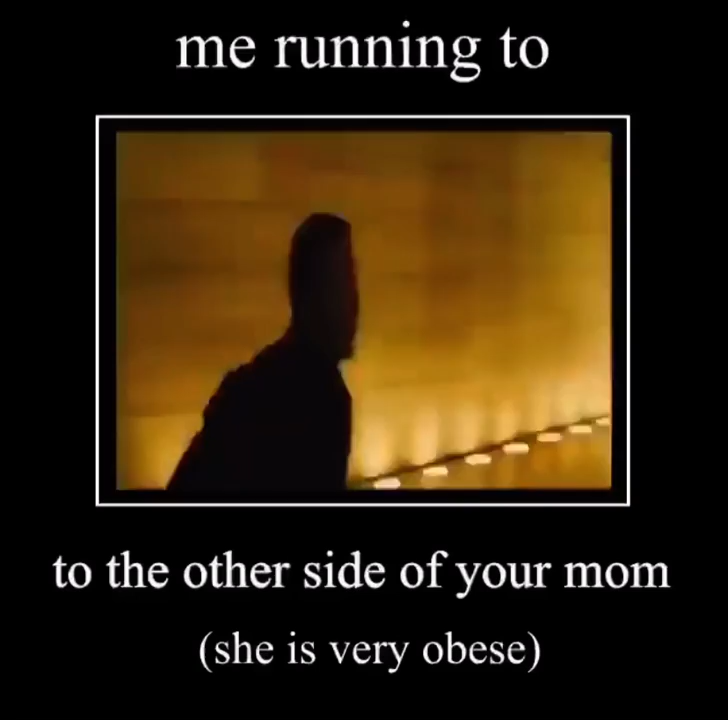 me running to
to the other side of your mom
(she is very obese)